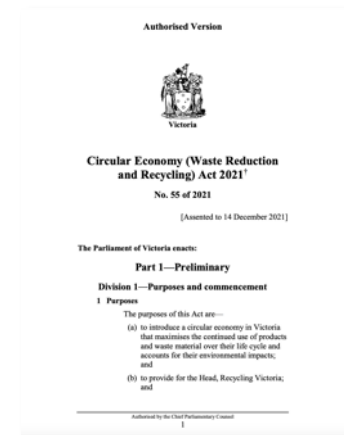 Authorised Version
Victoria
Circular Economy (Waste Reduction
and Recycling) Act 2021†
No. 55 of 2021
[Assented to 14 December 2021]
The Parliament of Victoria enacts:
Part 1—Preliminary
Division 1—Purposes and commencement
1 Purposes
The purposes of this Act are—
(a) to introduce a circular economy in Victoria
that maximises the continued use of products
and waste material over their life cycle and
accounts for their environmental impacts;
and
(b) to provide for the Head, Recycling Victoria;
and
Authorised by the Chief Parliamentary Counsel
1